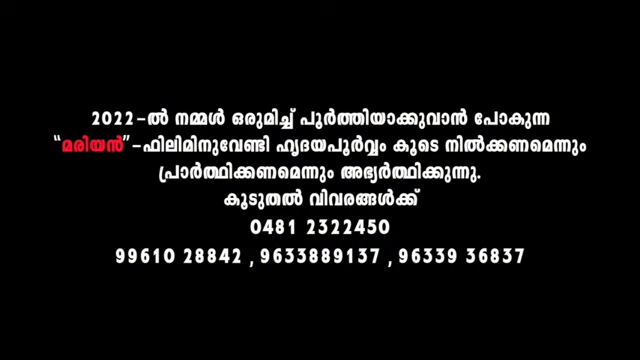 2022-ൽ നമ്മൾ ഒരുമിച്ച് പൂർത്തിയാക്കുവാൻ പോകുന്ന
“മരിയൻ”-ഫിലിമിനുവേണ്ടി ഹൃദയപൂർവ്വം കൂടെ നിൽക്കണമെന്നും
പ്രാർത്ഥിക്കണമെന്നും അഭ്യർത്ഥിക്കുന്നു.
കൂടുതൽ വിവരങ്ങൾക്ക്
0481 2322450
99610 28842 , 9633889137 , 96339 36837